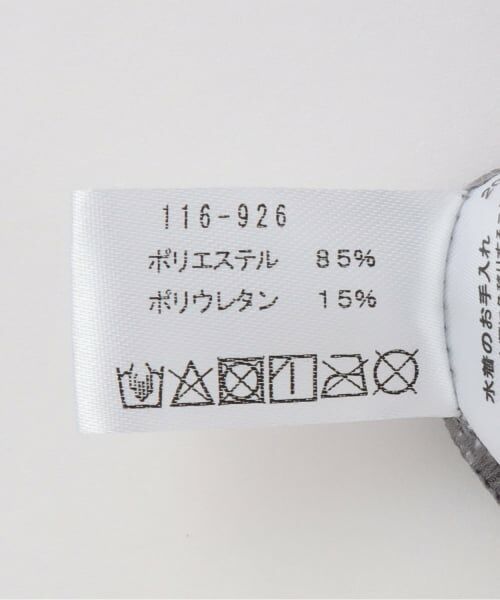 116-926
ポリエステル 85%
ポリウレタン 15%
水着のお手入れ